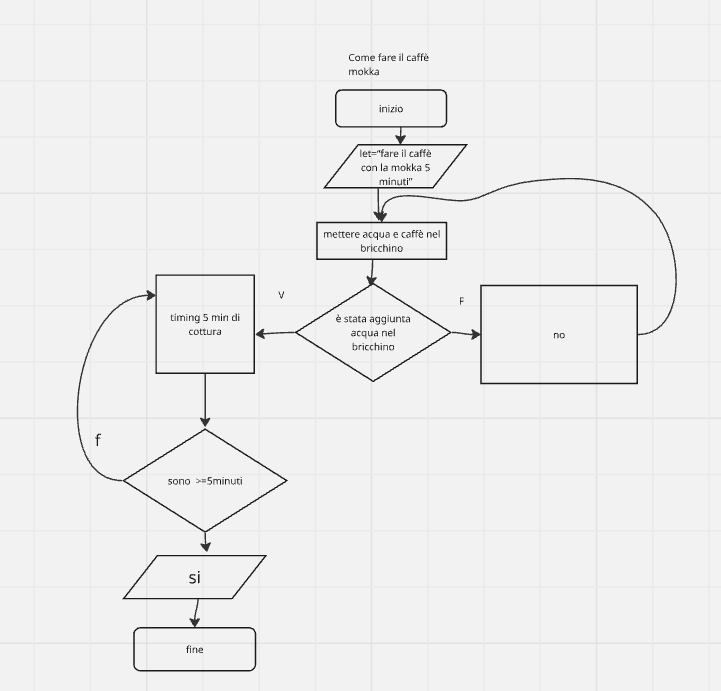 Come fare il caffè
mokka
inizio
let="fare il caffè
con la mokka 5
minuti"
mettere acqua e caffè nel
bricchino
V
F
timing 5 min di
cottura
è stata aggiunta
acqua nel
bricchino
no
f
sono >=5minuti
si
fine